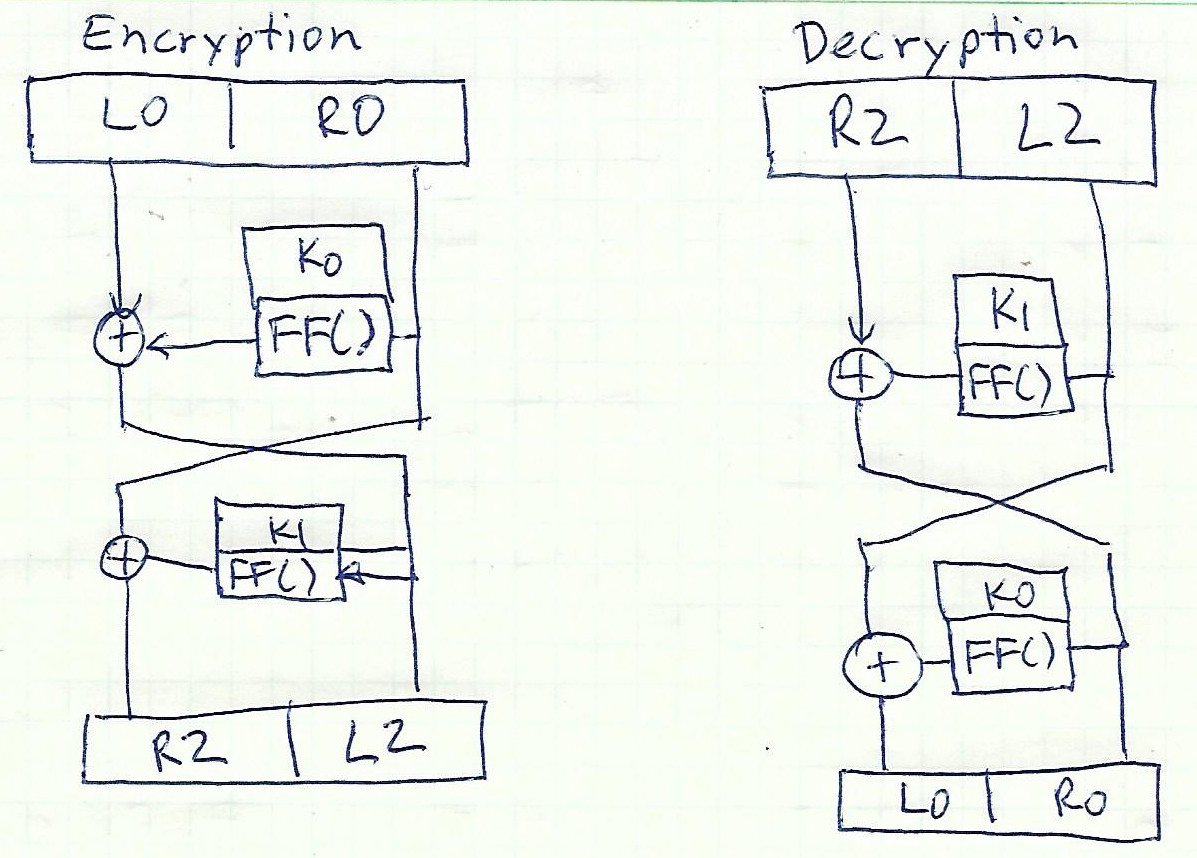 Encryption
L0 R0
K0
FF()
K1
FF()
R2 L2
Decryption
R2 L2
K1
FF()
K0
FF()
L0 R0